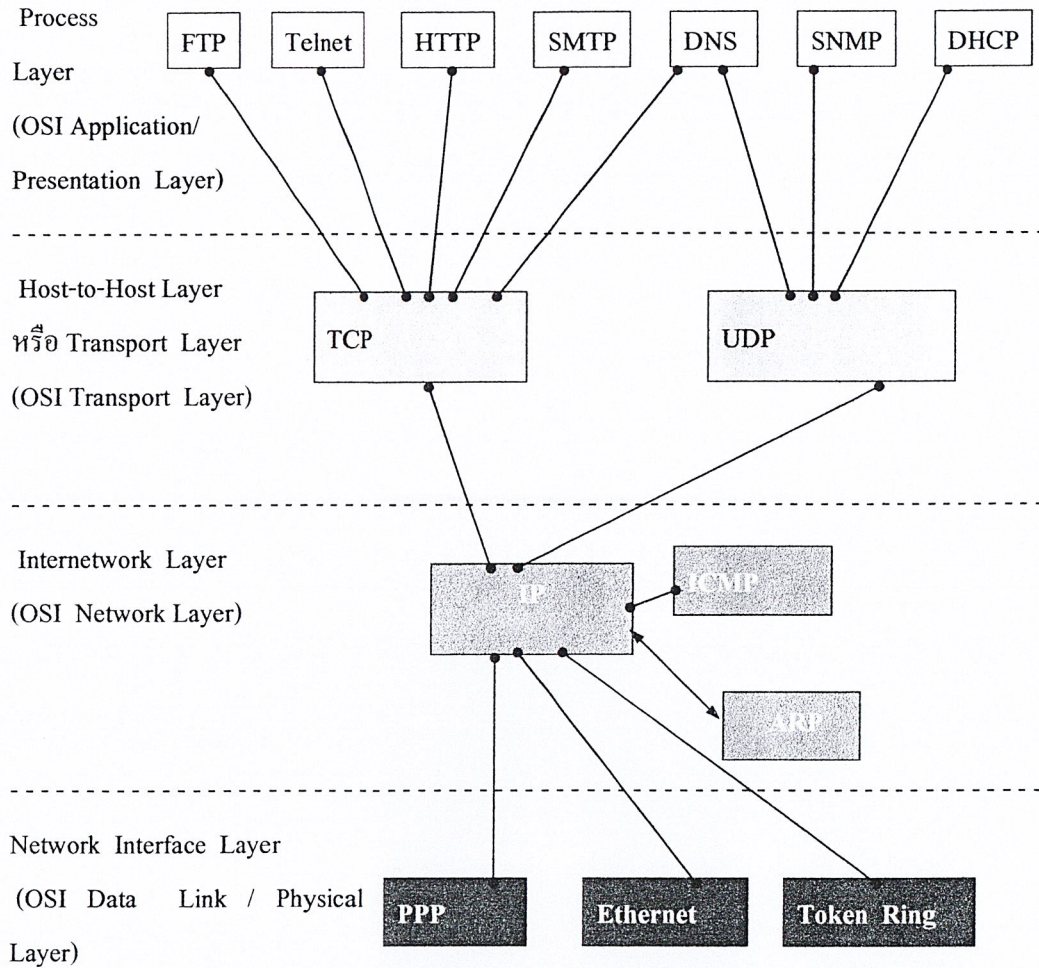 Process
FTP Telnet HTTP SMTP DNS SNMP DHCP
Layer
(OSI Application/
Presentation Layer)
Host-to-Host Layer
หรือ Transport Layer
(OSI Transport Layer)
TCP
UDP
Internetwork Layer
(OSI Network Layer)
IP
ICMP
ARP
Network Interface Layer
(OSI Data Link / Physical
Layer)
PPP
Ethernet
Token Ring